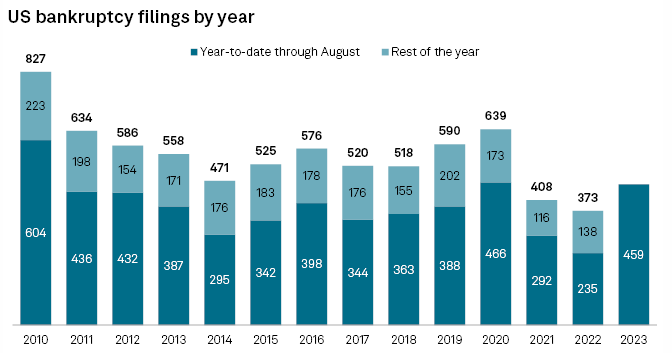 US bankruptcy filings by year
Year-to-date through August Rest of the year
827 634 586 558 471 525 576 520 518 590 639 408 373
223 198 154 171 176 183 178 176 155 202 173 116 138
604 436 432 387 295 342 398 344 363 388 466 292 235 459
2010 2011 2012 2013 2014 2015 2016 2017 2018 2019 2020 2021 2022 2023